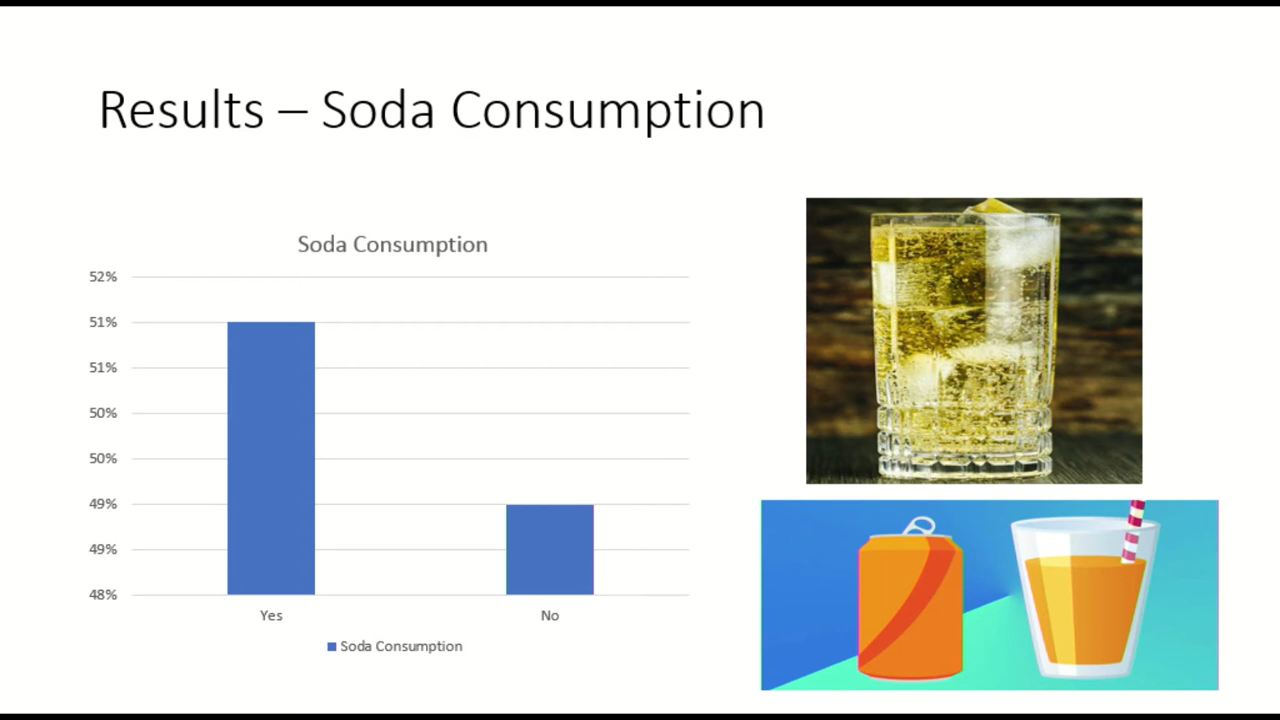 Results – Soda Consumption
Soda Consumption
52%
51%
51%
50%
50%
49%
49%
48%
Yes
No
Soda Consumption